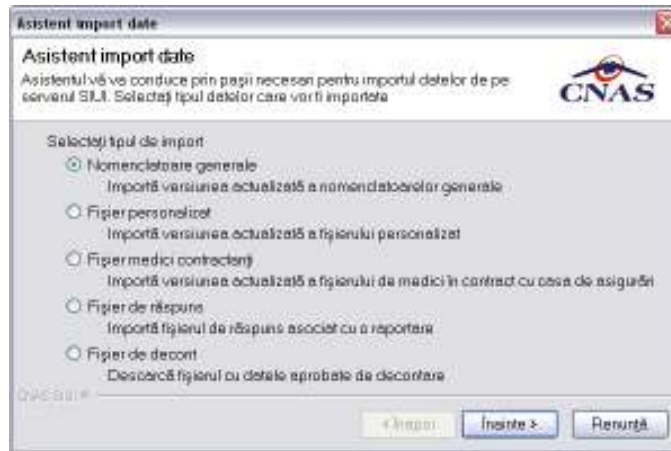 Asistent import date
Asistent import date
Asistentul vă va conduce prin pașii necesari pentru importul datelor de pe
serverul SIUI. Selectați tipul datelor care vor fi importate
CNAS
Selectați tipul de import
Nomenclatoare generale
Importă versiunea actualizată a nomenclatoarelor generale
Fișier personalizat
Importă versiunea actualizată a fișierului personalizat
Fișier medici contractanți
Importă versiunea actualizată a fișierului de medici în contract cu casa de asigurări
Fișier de răspuns
Importă fișierul de răspuns asociat cu o raportare
Fișier de decont
Descarcă fișierul cu datele aprobate de decontare
CNAS
< Înapoi
Înainte >
Renunță